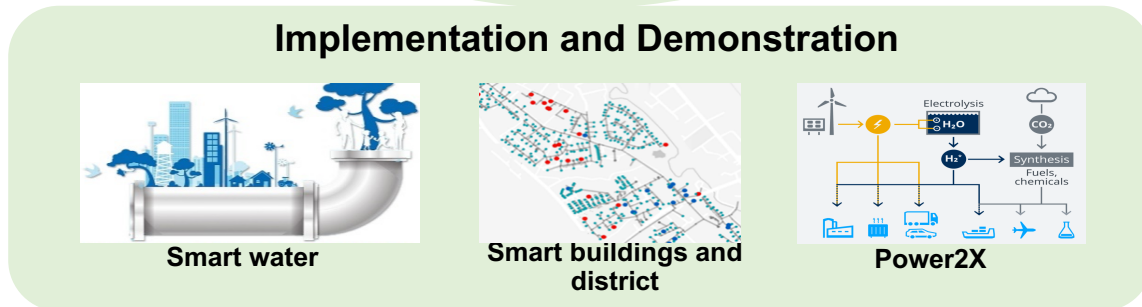 Implementation and Demonstration
Electrolysis
H₂O
CO₂
H₂*
Synthesis
Fuels,
chemicals
Smart water
Smart buildings and
district
Power2X